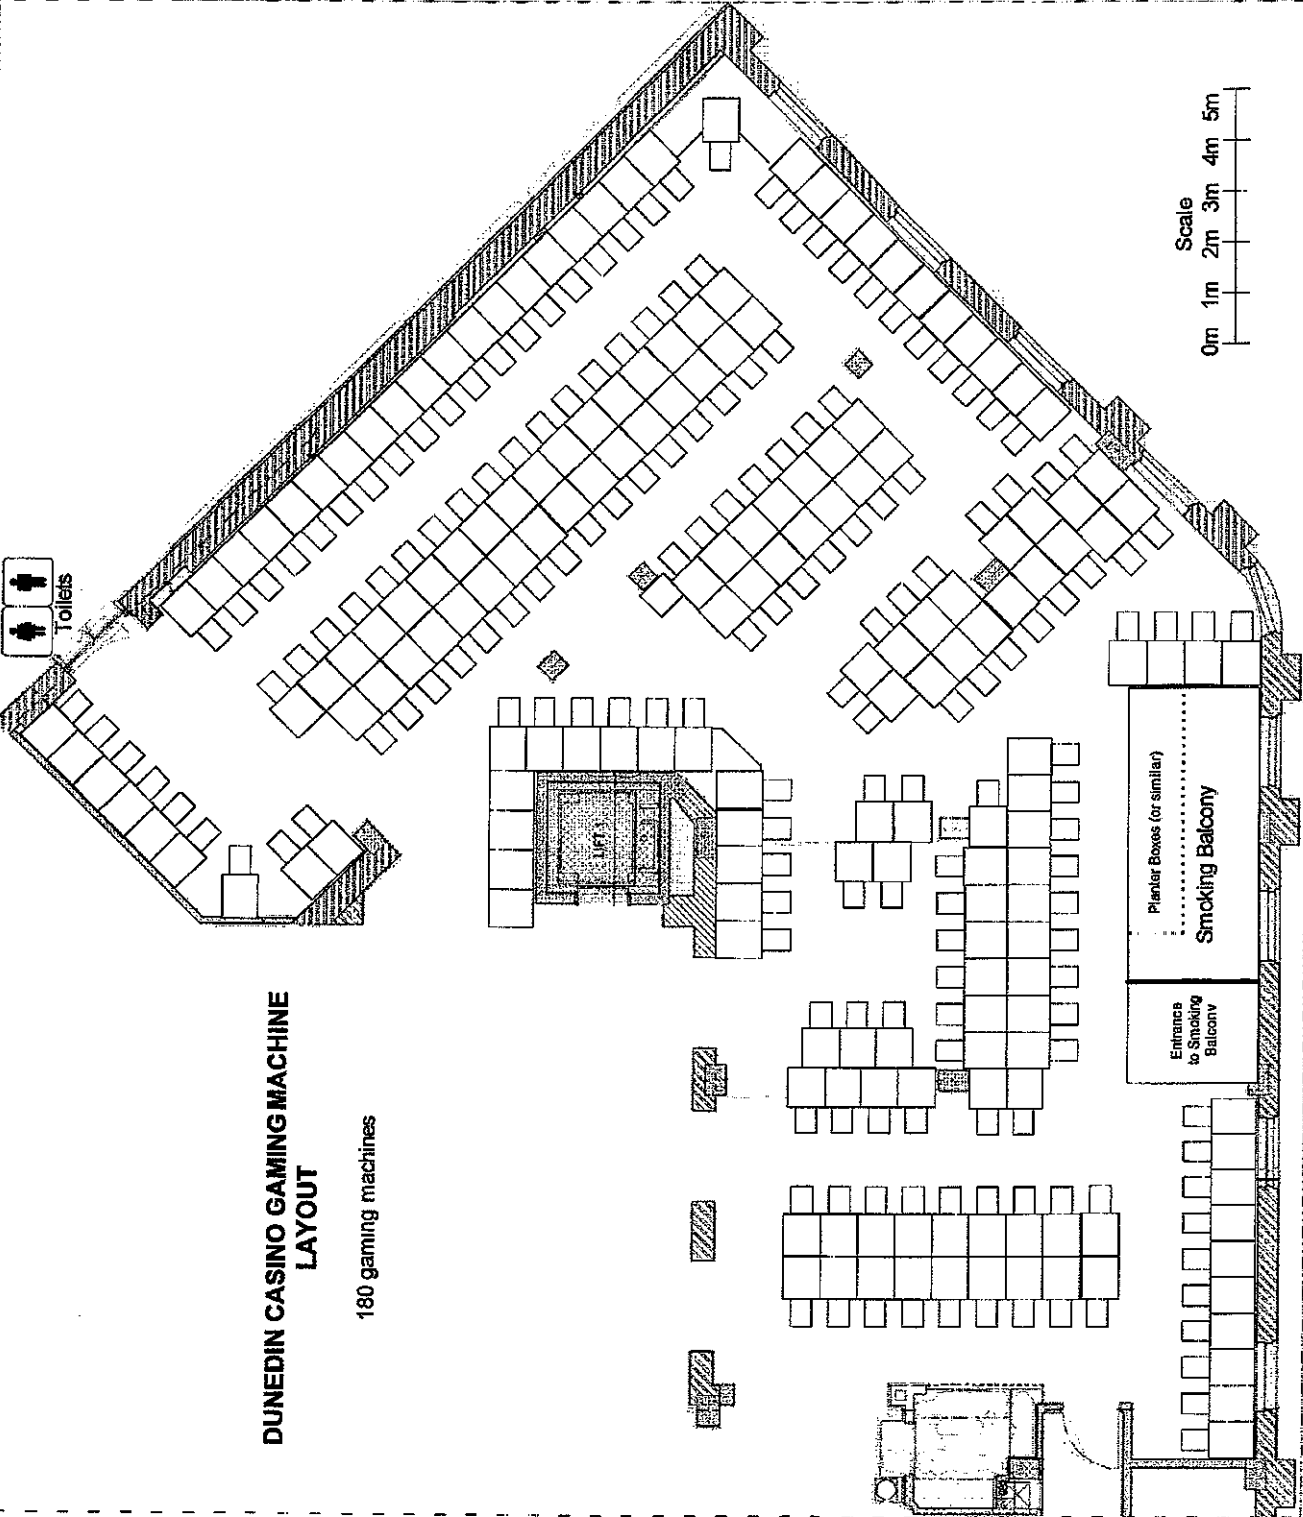 DUNEDIN CASINO GAMING MACHINE
LAYOUT
180 gaming machines
Toilets
LIFT 1
Scale
0m 1m 2m 3m 4m 5m
Planter Boxes (or similar)
Smoking Balcony
Entrance
to Smoking
Balcony